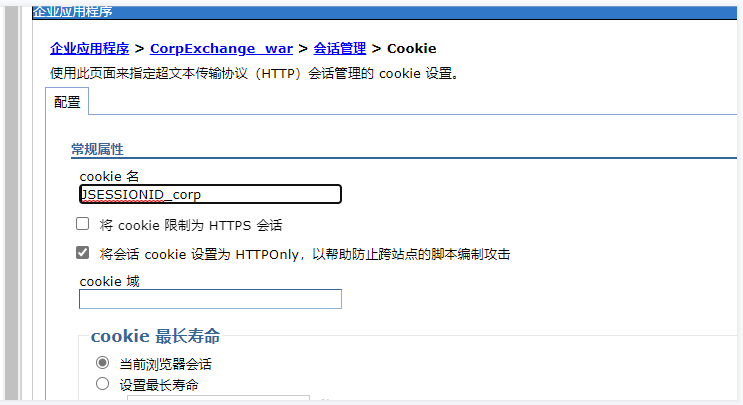 企业应用程序
企业应用程序 > CorpExchange_war > 会话管理 > Cookie
使用此页面来指定超文本传输协议（HTTP）会话管理的 cookie 设置。
配置
常规属性
cookie 名
JSESSIONID_corp
将 cookie 限制为 HTTPS 会话
将会话 cookie 设置为 HTTPOnly，以帮助防止跨站点的脚本编制攻击
cookie 域
cookie 最长寿命
当前浏览器会话
设置最长寿命